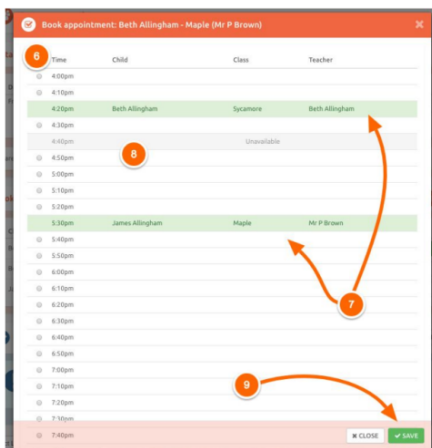 Book appointment: Beth Allingham - Maple (Mr P Brown)
6 Time Child Class Teacher
4:00pm
4:10pm
4:20pm Beth Allingham Sycamore Beth Allingham
4:30pm
4:40pm Unavailable
8
4:50pm
5:00pm
5:10pm
5:20pm
5:30pm James Allingham Maple Mr P Brown
5:40pm
5:50pm
6:00pm
6:10pm
7
6:20pm
6:30pm
6:40pm
6:50pm
7:00pm
7:10pm
9
7:20pm
7:30pm
7:40pm
CLOSE SAVE